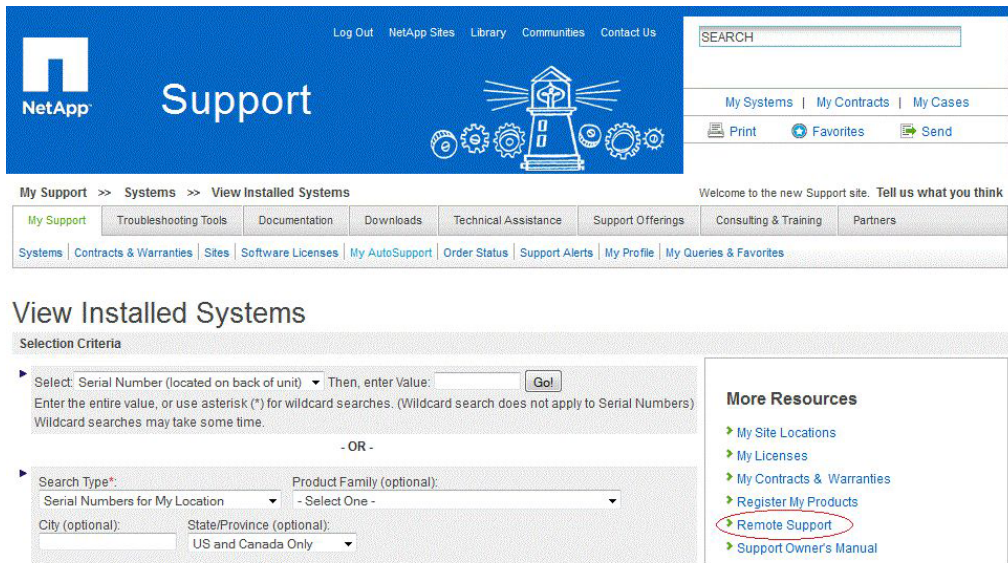 Log Out NetApp Sites Library Communities Contact Us
SEARCH
NetApp
Support
My Systems | My Contracts | My Cases
Print Favorites Send
My Support >> Systems >> View Installed Systems
Welcome to the new Support site. Tell us what you think
My Support Troubleshooting Tools Documentation Downloads Technical Assistance Support Offerings Consulting & Training Partners
Systems | Contracts & Warranties | Sites | Software Licenses | My AutoSupport | Order Status | Support Alerts | My Profile | My Queries & Favorites
View Installed Systems
Selection Criteria
Select: Serial Number (located on back of unit) Then, enter Value: Go!
Enter the entire value, or use asterisk (*) for wildcard searches. (Wildcard search does not apply to Serial Numbers)
Wildcard searches may take some time.
- OR -
Search Type*: Product Family (optional):
Serial Numbers for My Location - Select One -
City (optional): State/Province (optional):
US and Canada Only
More Resources
My Site Locations
My Licenses
My Contracts & Warranties
Register My Products
Remote Support
Support Owner's Manual